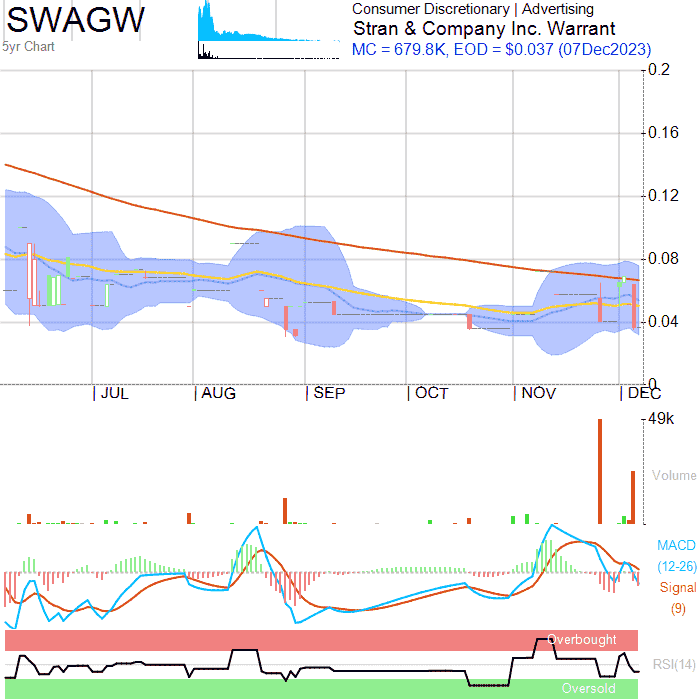 SWAGW
5yr Chart
Consumer Discretionary | Advertising
Stran & Company Inc. Warrant
MC = 679.8K, EOD = $0.037 (07Dec2023)
0.2
0.16
0.12
0.08
0.04
0
JUL AUG SEP OCT NOV DEC
49k
Volume
MACD
(12-26)
Signal
(9)
Overbought
RSI(14)
Oversold